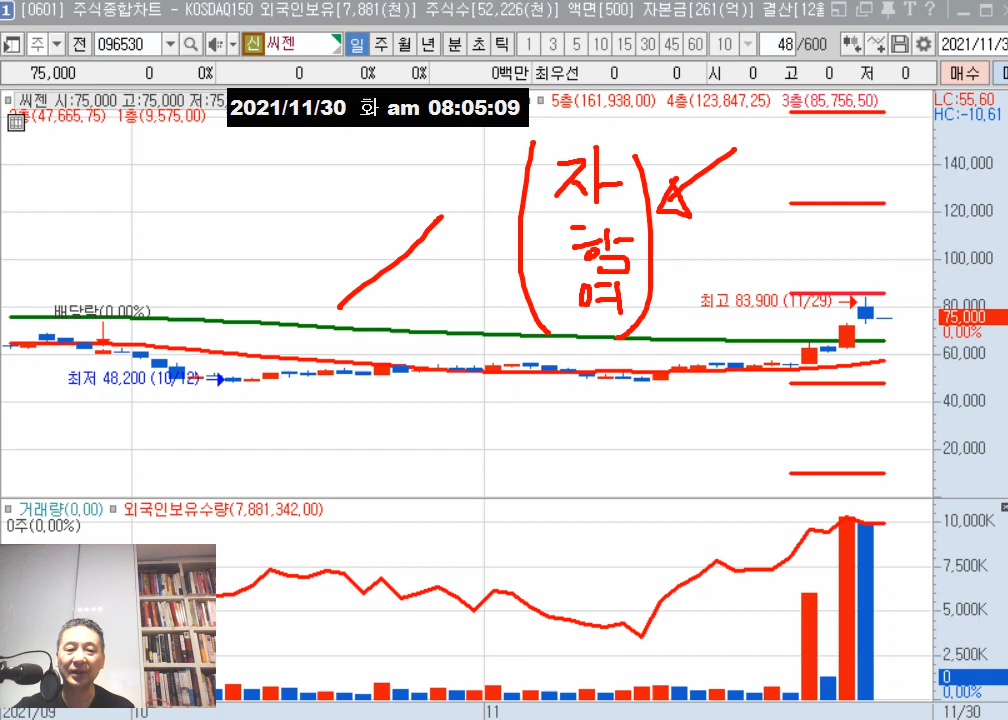 1 [0601] 주식종합차트 - KOSDAQ150 외국인보유[7,881(천)] 주식수[52,226(천)] 액면[500] 자본금[261(억)] 결산[12월
주 전 096530 신 씨젠 일 주 월 년 분 초 틱 1 3 5 10 15 30 45 60 10 48 /600 2021/11/3
75,000 0 0% 0 0% 0% 0백만 최우선 0 0 시 0 고 0 저 0 매수
씨젠 시:75,000 고:75,000 저:75, 5층(161,938,00) 4층(123,847,25) 3층(85,756,50) LC:55,60
2021/11/30 화 am 08:05:09
층(47,665,75) 1층(9,575,00) HC:-10,61
자
함
며
140,000
120,000
100,000
80,000
75,000
0,00%
60,000
40,000
20,000
배당락(0,00%)
최고 83,900 (11/29)
최저 48,200 (10/12)
거래량(0,00) 외국인보유수량(7,881,342,00)
0주(0,00%)
10,000K
7,500K
5,000K
2,500K
0
0,00%
2021/09 10 11 11/30